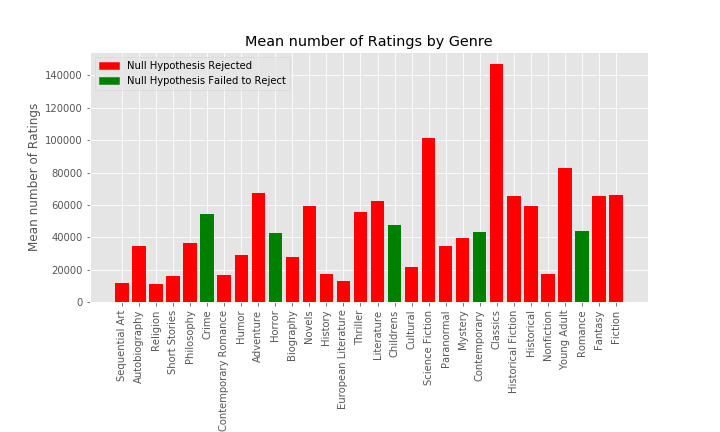 Mean number of Ratings by Genre
Null Hypothesis Rejected
Null Hypothesis Failed to Reject
Mean number of Ratings
140000
120000
100000
80000
60000
40000
20000
0
Sequential Art
Autobiography
Religion
Short Stories
Philosophy
Crime
Contemporary Romance
Humor
Adventure
Horror
Biography
Novels
History
European Literature
Thriller
Literature
Childrens
Cultural
Science Fiction
Paranormal
Mystery
Contemporary
Classics
Historical Fiction
Historical
Nonfiction
Young Adult
Romance
Fantasy
Fiction